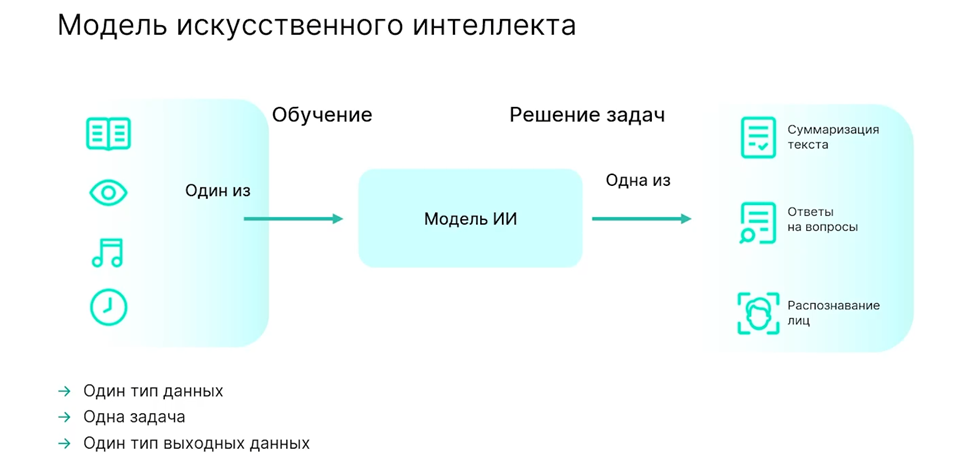 Модель искусственного интеллекта
Обучение
Решение задач
Один из
Модель ИИ
Одна из
Суммаризация
текста
Ответы
на вопросы
Распознавание
лиц
Один тип данных
Одна задача
Один тип выходных данных